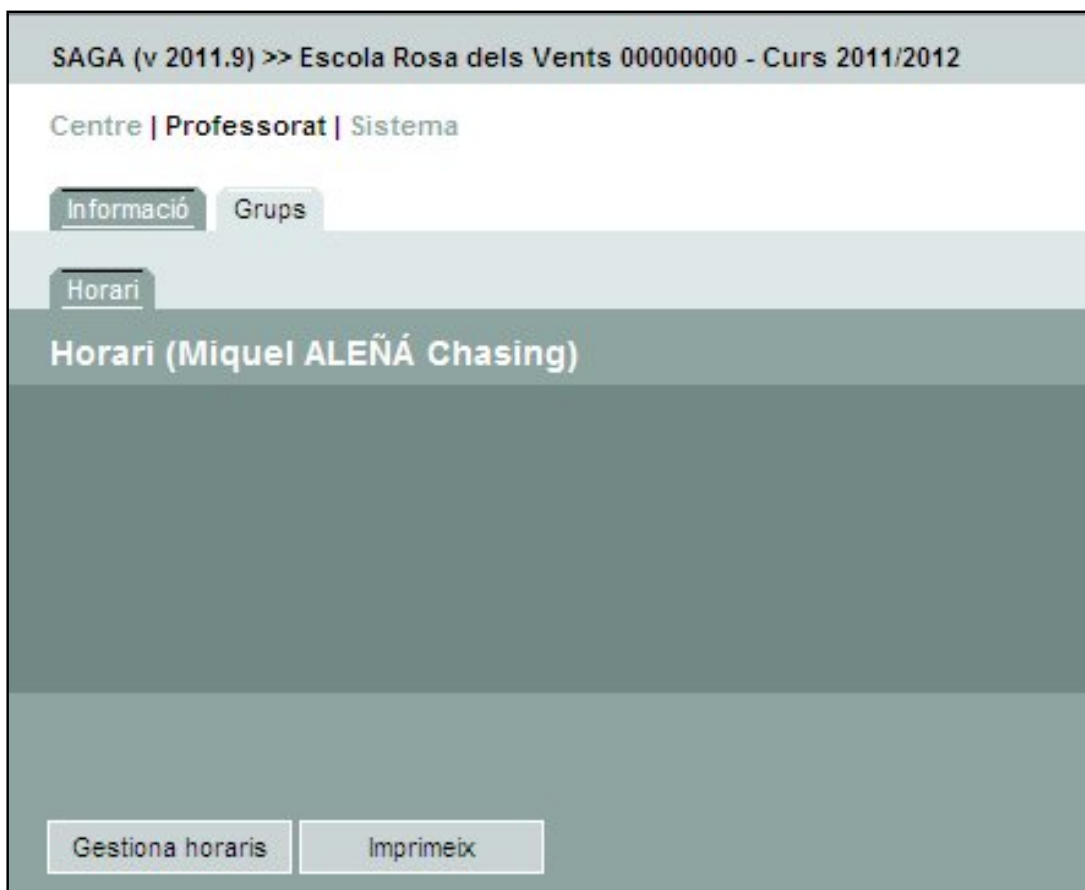 SAGA (v 2011.9) >> Escola Rosa dels Vents 00000000 - Curs 2011/2012
Centre | Professorat | Sistema
Informació Grups
Horari
Horari (Miquel ALEÑÁ Chasing)
Gestiona horaris Imprimeix